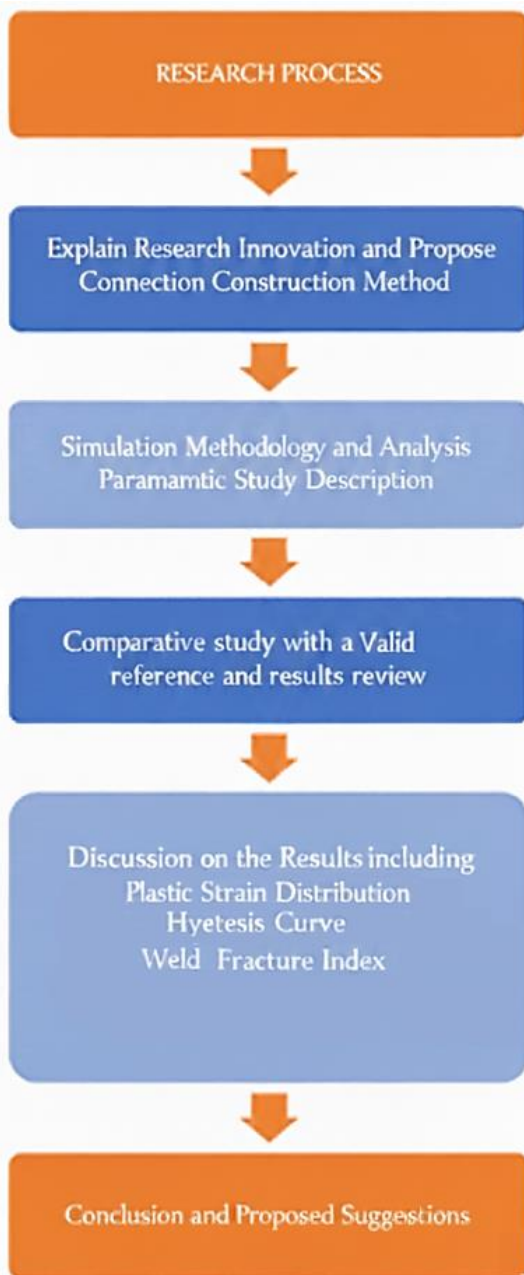 RESEARCH PROCESS
Explain Research Innovation and Propose
Connection Construction Method
Simulation Methodology and Analysis
Paramamtic Study Description
Comparative study with a Valid
reference and results review
Discussion on the Results including
Plastic Strain Distribution
Hyetesis Curve
Weld Fracture Index
Conclusion and Proposed Suggestions